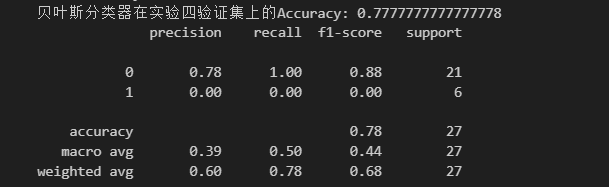 贝叶斯分类器在实验四验证集上的Accuracy: 0.7777777777777778
precision recall f1-score support
0 0.78 1.00 0.88 21
1 0.00 0.00 0.00 6
accuracy 0.78 27
macro avg 0.39 0.50 0.44 27
weighted avg 0.60 0.78 0.68 27